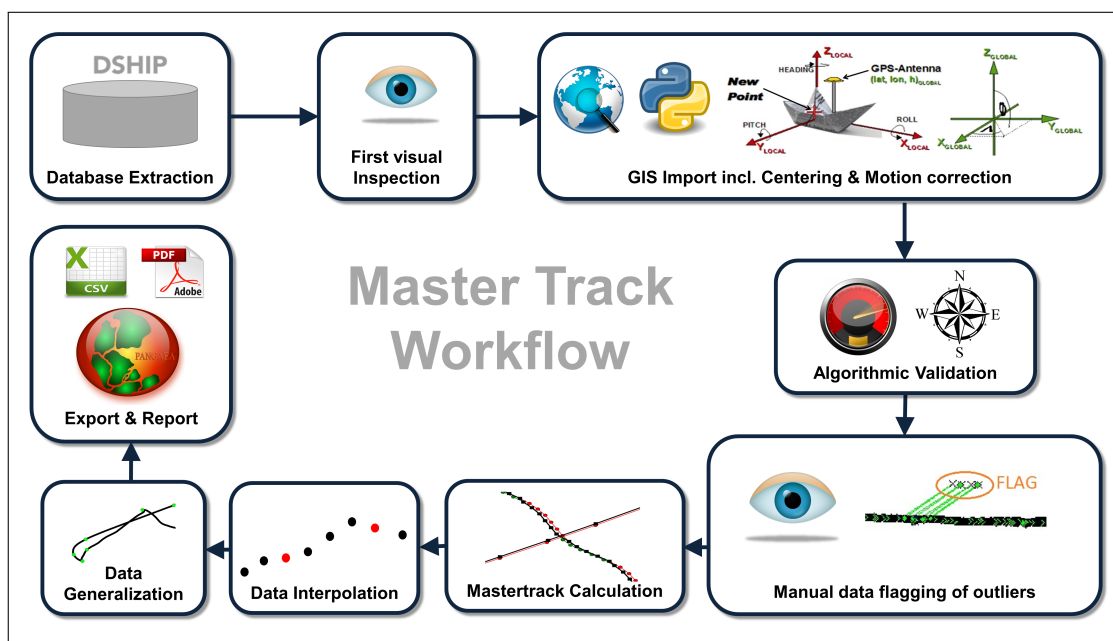 DSHIP
Database Extraction
First visual
Inspection
HEADING
Z LOCAL
GPS-Antenna
(lat, lon, h)GLOBAL
New
Point
PITCH
Y LOCAL
ROLL
X LOCAL
Z GLOBAL
Y GLOBAL
X GLOBAL
GIS Import incl. Centering & Motion correction
Master Track
Workflow
N
W
E
S
Algorithmic Validation
FLAG
Manual data flagging of outliers
Mastertrack Calculation
Data Interpolation
Data
Generalization
X
CSV
PDF
Adobe
PANGAEA
Export & Report